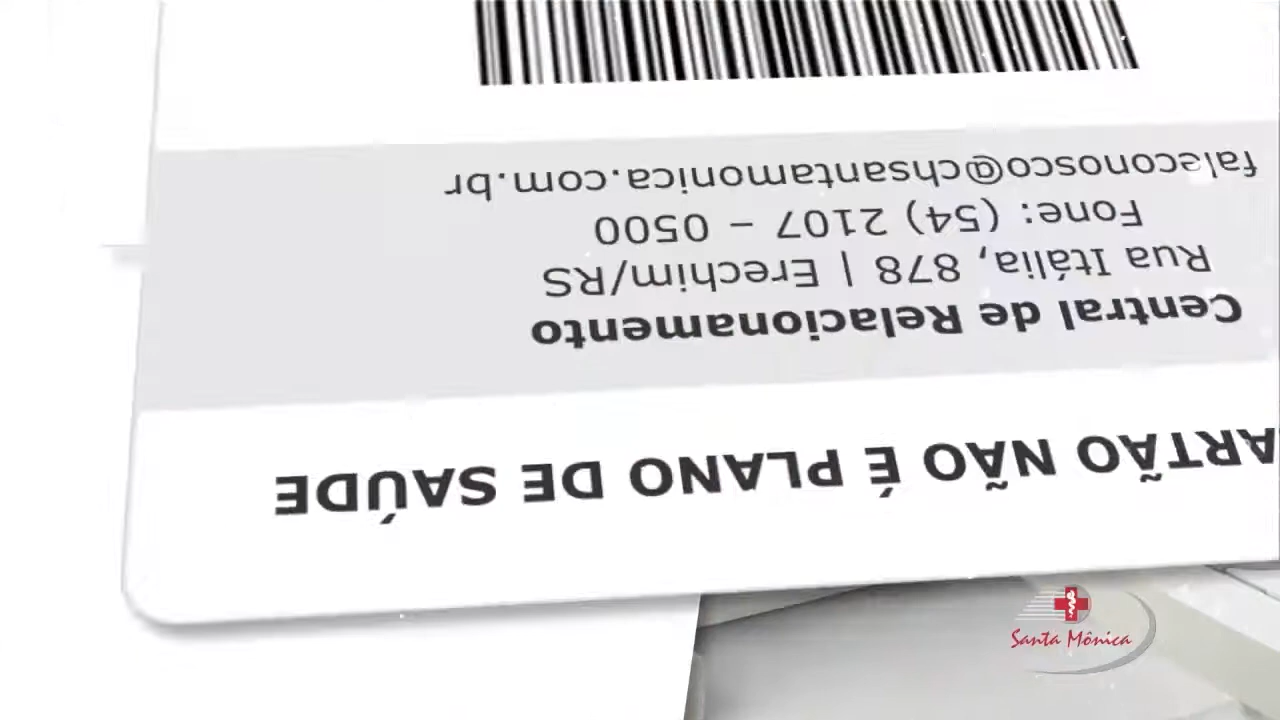 ARTÃO NÃO É PLANO DE SAÚDE
Central de Relacionamento
Rua Itália, 878 | Erechim/RS
Fone: (54) 2107 – 0500
faleconosco@chsantamonica.com.br
Santa Mônica